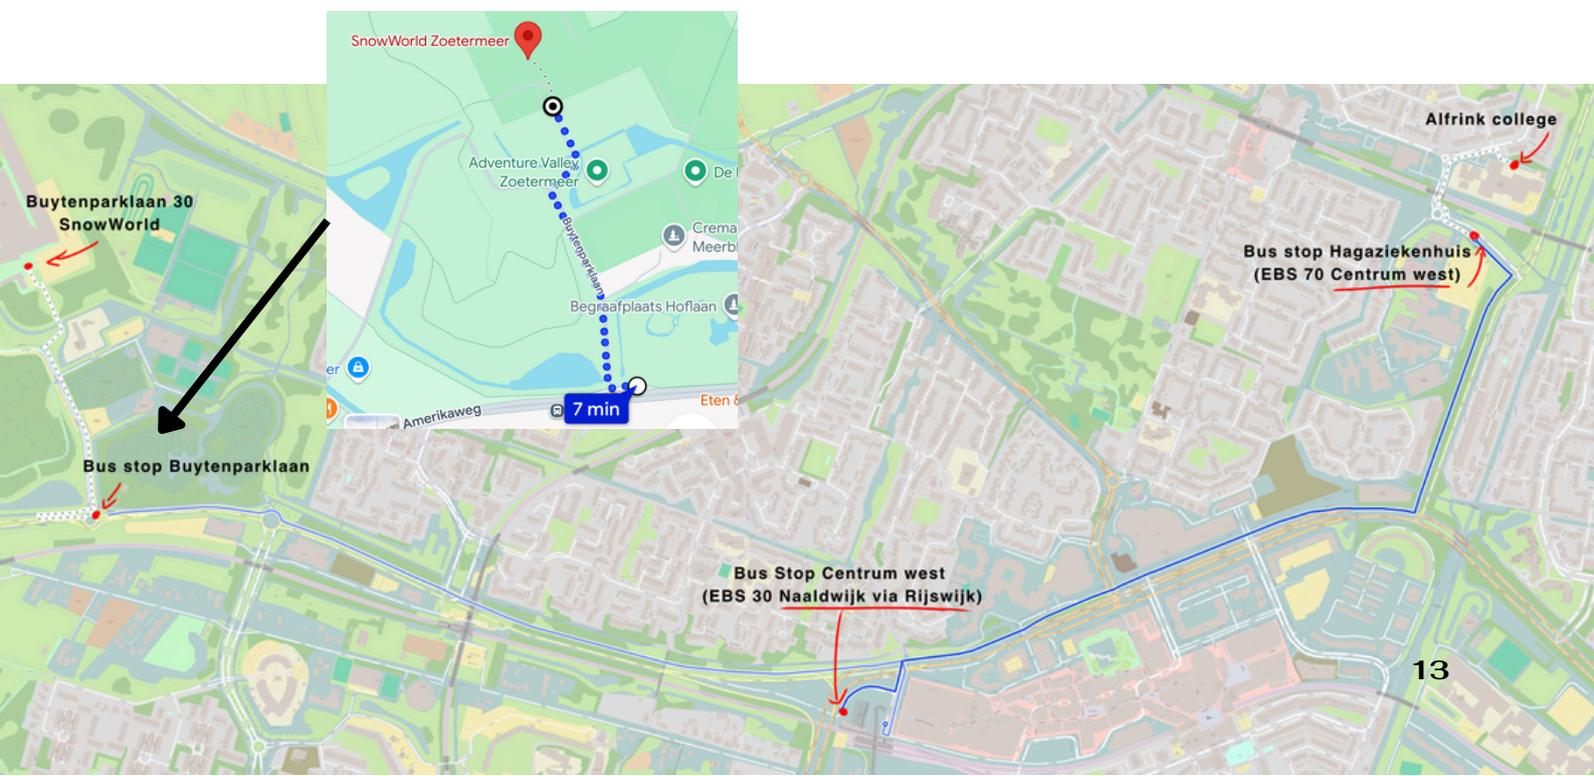 SnowWorld Zoetermeer
Alfrink college
Adventure Valley
Zoetermeer
Buytenparklaan 30
SnowWorld
Buytenparklaan
Crema
Meerbl
Bus stop Hagaziekenhuis
(EBS 70 Centrum west)
Begraafplaats Hoflaan
er
Eten &
7 min
Amerikaweg
Bus stop Buytenparklaan
Bus Stop Centrum west
(EBS 30 Naaldwijk via Rijswijk)
13